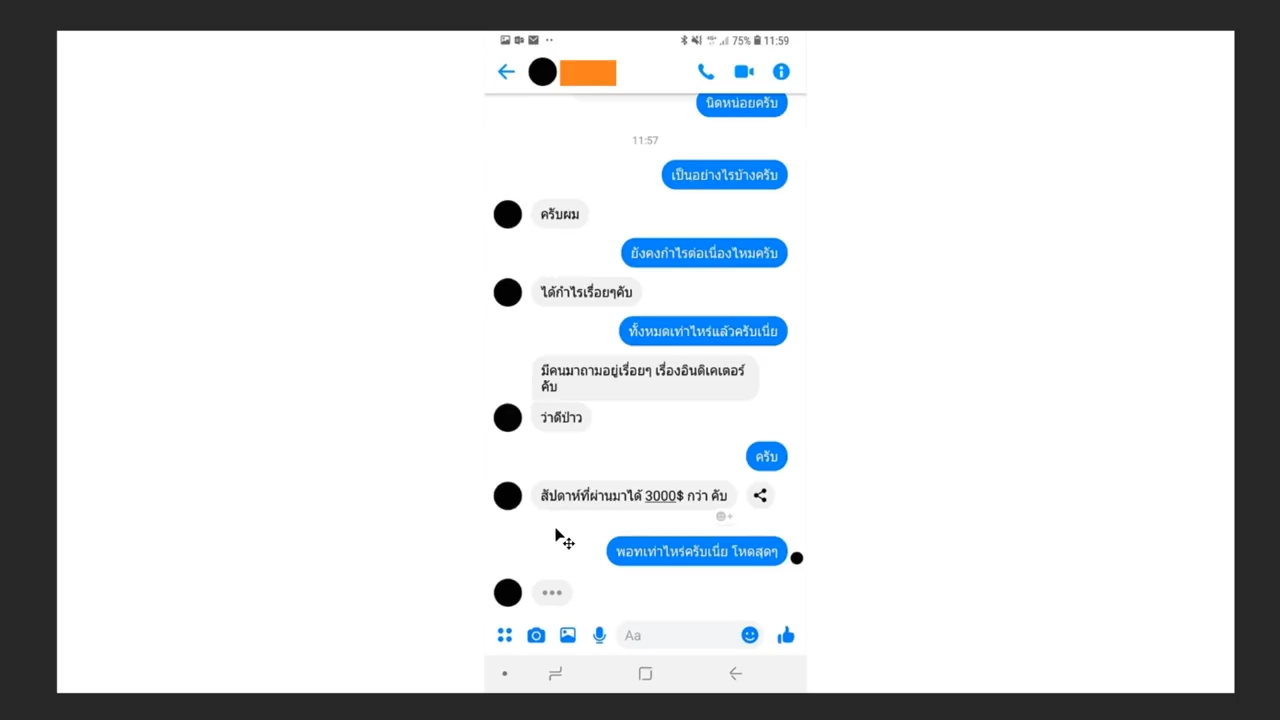 75% 11:59
นิดหน่อยครับ
11:57
เป็นอย่างไรบ้างครับ
ครับผม
ยังคงกำไรต่อเนื่องไหมครับ
ได้กำไรเรื่อยๆคับ
ทั้งหมดเท่าไหร่แล้วครับเนี่ย
มีคนมาถามอยู่เรื่อยๆ เรื่องอินดิเคเตอร์
คับ
ว่าดีป่าว
ครับ
สัปดาห์ที่ผ่านมาได้ 3000$ กว่า คับ
พอทเท่าไหร่ครับเนี่ย โหดสุดๆ
Aa